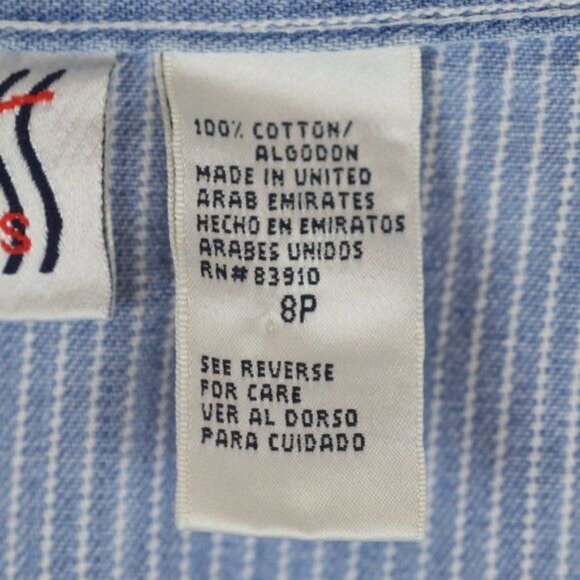 100% COTTON/
ALGODON
MADE IN UNITED
ARAB EMIRATES
HECHO EN EMIRATOS
ARABES UNIDOS
RN# 83910
8P
SEE REVERSE
FOR CARE
VER AL DORSO
PARA CUIDADO
S